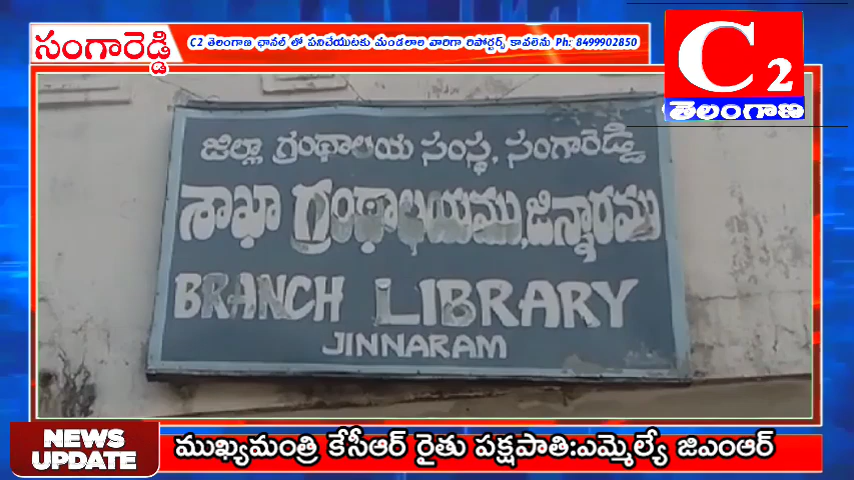 సంగారెడ్డి
C2 తెలంగాణ ఛానల్ లో పనిచేయుటకు మండలాల వారిగా రిపోర్టర్స్ కావలెను Ph: 8499902850
C2
తెలంగాణ
జిల్లా గ్రంథాలయ సంస్థ, సంగారెడ్డి
శాఖా గ్రంథాలయము, జిన్నారము
BRANCH LIBRARY
JINNARAM
NEWS
UPDATE
ముఖ్యమంత్రి కేసీఆర్ రైతు పక్షపాతి:ఎమ్మెల్యే జిఎంఆర్